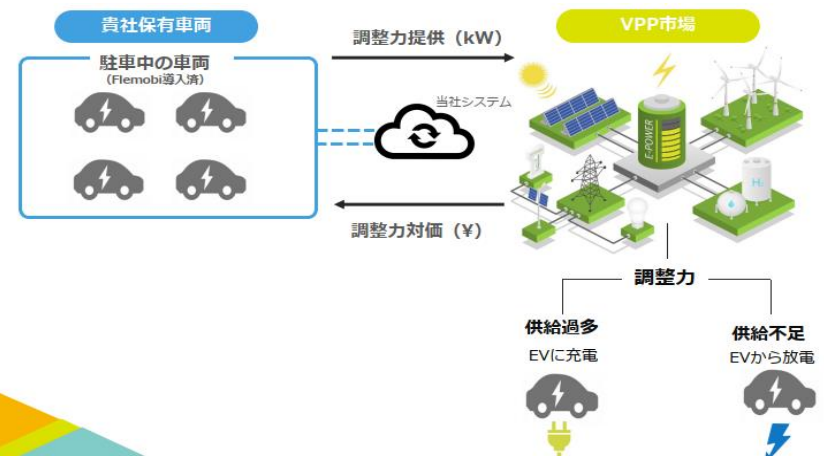 貴社保有車両
VPP市場
調整力提供（kW）
駐車中の車両
（Flemobi導入済）
当社システム
E-POWER
H₂
調整力対価（¥）
調整力
供給過多
供給不足
EVに充電
EVから放電